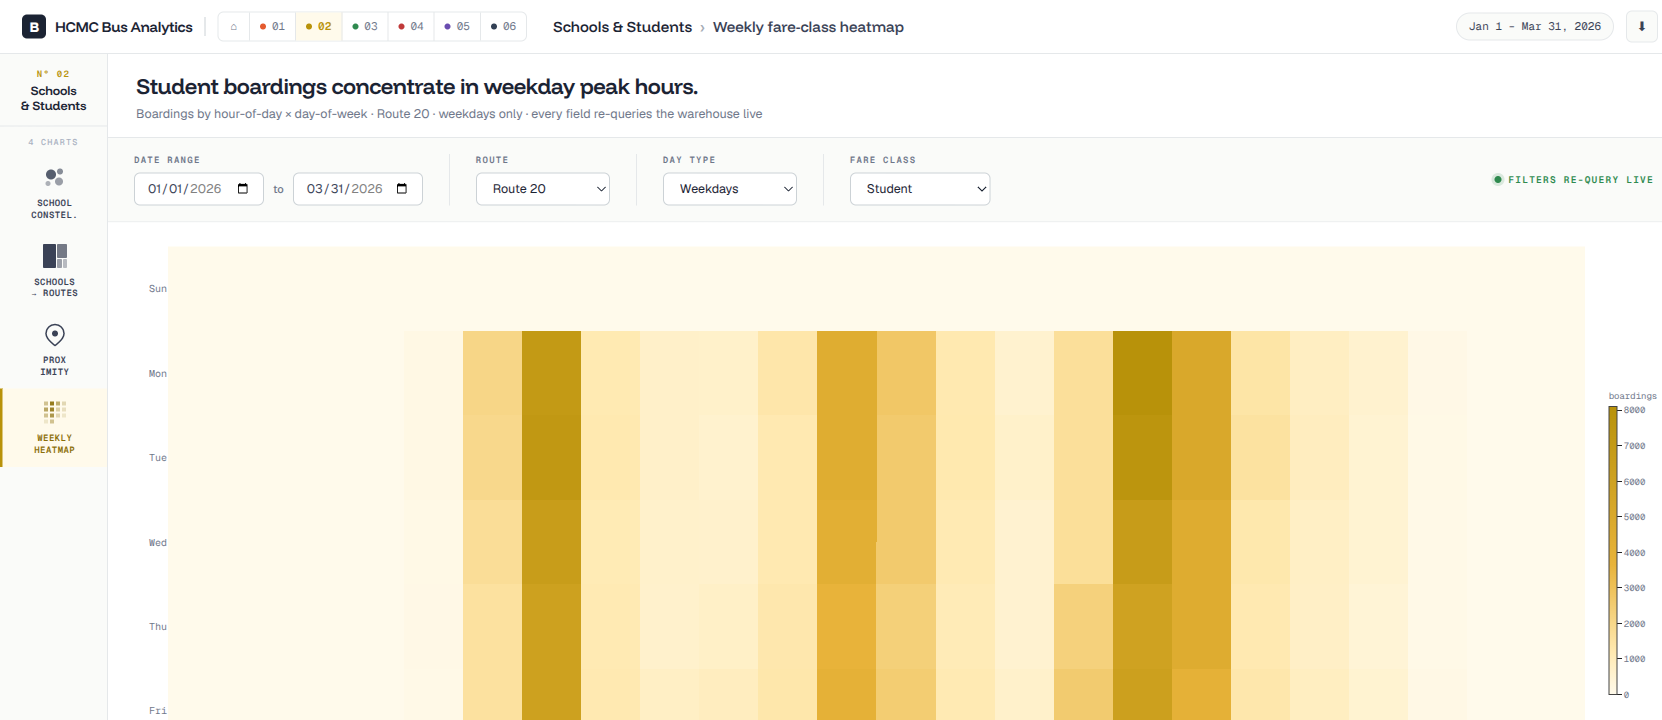 B HCMC Bus Analytics 01 02 03 04 05 06 Schools & Students › Weekly fare-class heatmap Jan 1 – Mar 31, 2026
N° 02
Schools
& Students
4 CHARTS
SCHOOL
CONSTEL.
SCHOOLS
→ ROUTES
PROX
IMITY
WEEKLY
HEATMAP
Student boardings concentrate in weekday peak hours.
Boardings by hour-of-day × day-of-week · Route 20 · weekdays only · every field re-queries the warehouse live
DATE RANGE ROUTE DAY TYPE FARE CLASS
01/01/2026 to 03/31/2026 Route 20 Weekdays Student
FILTERS RE-QUERY LIVE
Sun
Mon
Tue
Wed
Thu
Fri
boardings
8000
7000
6000
5000
4000
3000
2000
1000
0